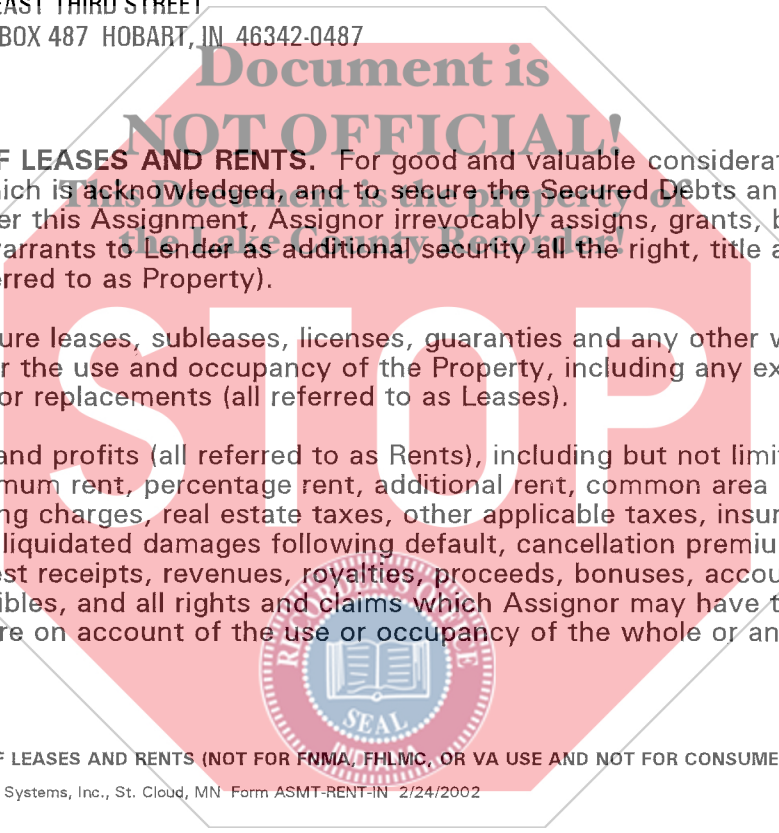 EAST THIRD STREET
BOX 487 HOBART, IN 46342-0487
Document is
NOT OFFICIAL!
F LEASES AND RENTS. For good and valuable considerat
hich is acknowledged, and to secure the Secured Debts an
This Document is the property of
er this Assignment, Assignor irrevocably assigns, grants, b
the Lake County Recorder!
warrants to Lender as additional security all the right, title a
erred to as Property).
ure leases, subleases, licenses, guaranties and any other v
r the use and occupancy of the Property, including any ex
or replacements (all referred to as Leases).
STOP
and profits (all referred to as Rents), including but not limit
mum rent, percentage rent, additional rent, common area
ng charges, real estate taxes, other applicable taxes, insur
liquidated damages following default, cancellation premiu
est receipts, revenues, royalties, proceeds, bonuses, accou
ibles, and all rights and claims which Assignor may have t
re on account of the use or occupancy of the whole or an
RECORDER'S OFFICE
SEAL
INDIANA
F LEASES AND RENTS (NOT FOR FNMA, FHLMC, OR VA USE AND NOT FOR CONSUME
Systems, Inc., St. Cloud, MN Form ASMT-RENT-IN 2/24/2002